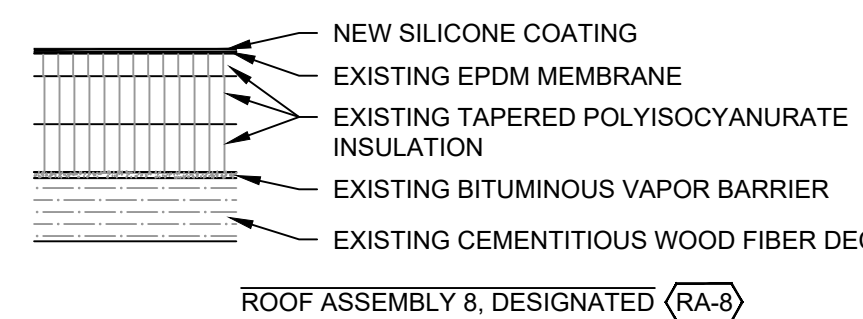 NEW SILICONE COATING
EXISTING EPDM MEMBRANE
EXISTING TAPERED POLYISOCYANURATE
INSULATION
EXISTING BITUMINOUS VAPOR BARRIER
EXISTING CEMENTITIOUS WOOD FIBER
ROOF ASSEMBLY 8, DESIGNATED RA-8